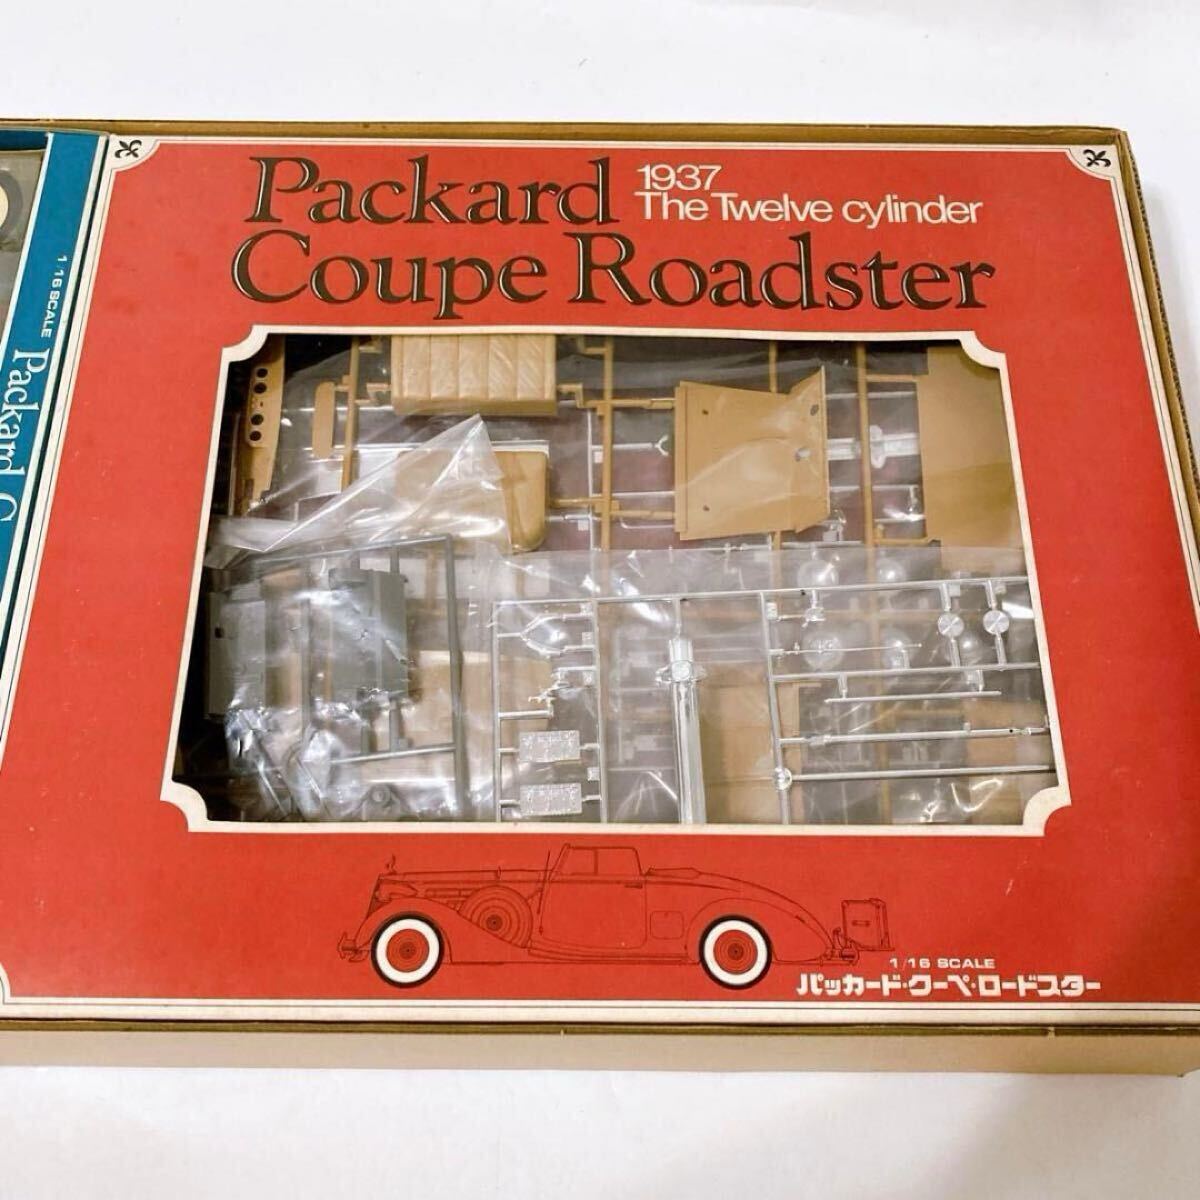 Packard
1937
The Twelve cylinder
Coupe Roadster
1/16 SCALE
Packard C
1/16 SCALE
パッカード・クーペ・ロードスター